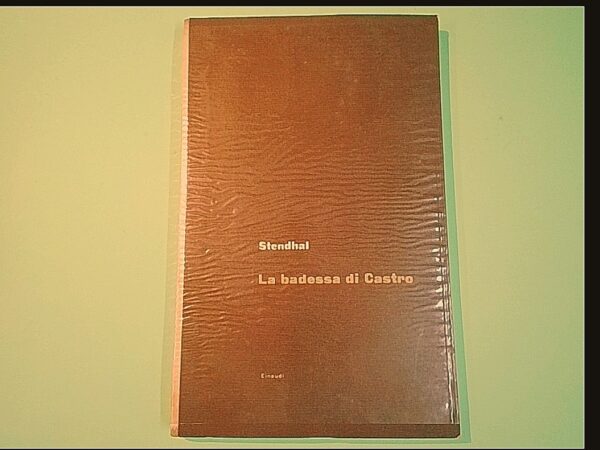 Stendhal
La badessa di Castro
Einaudi